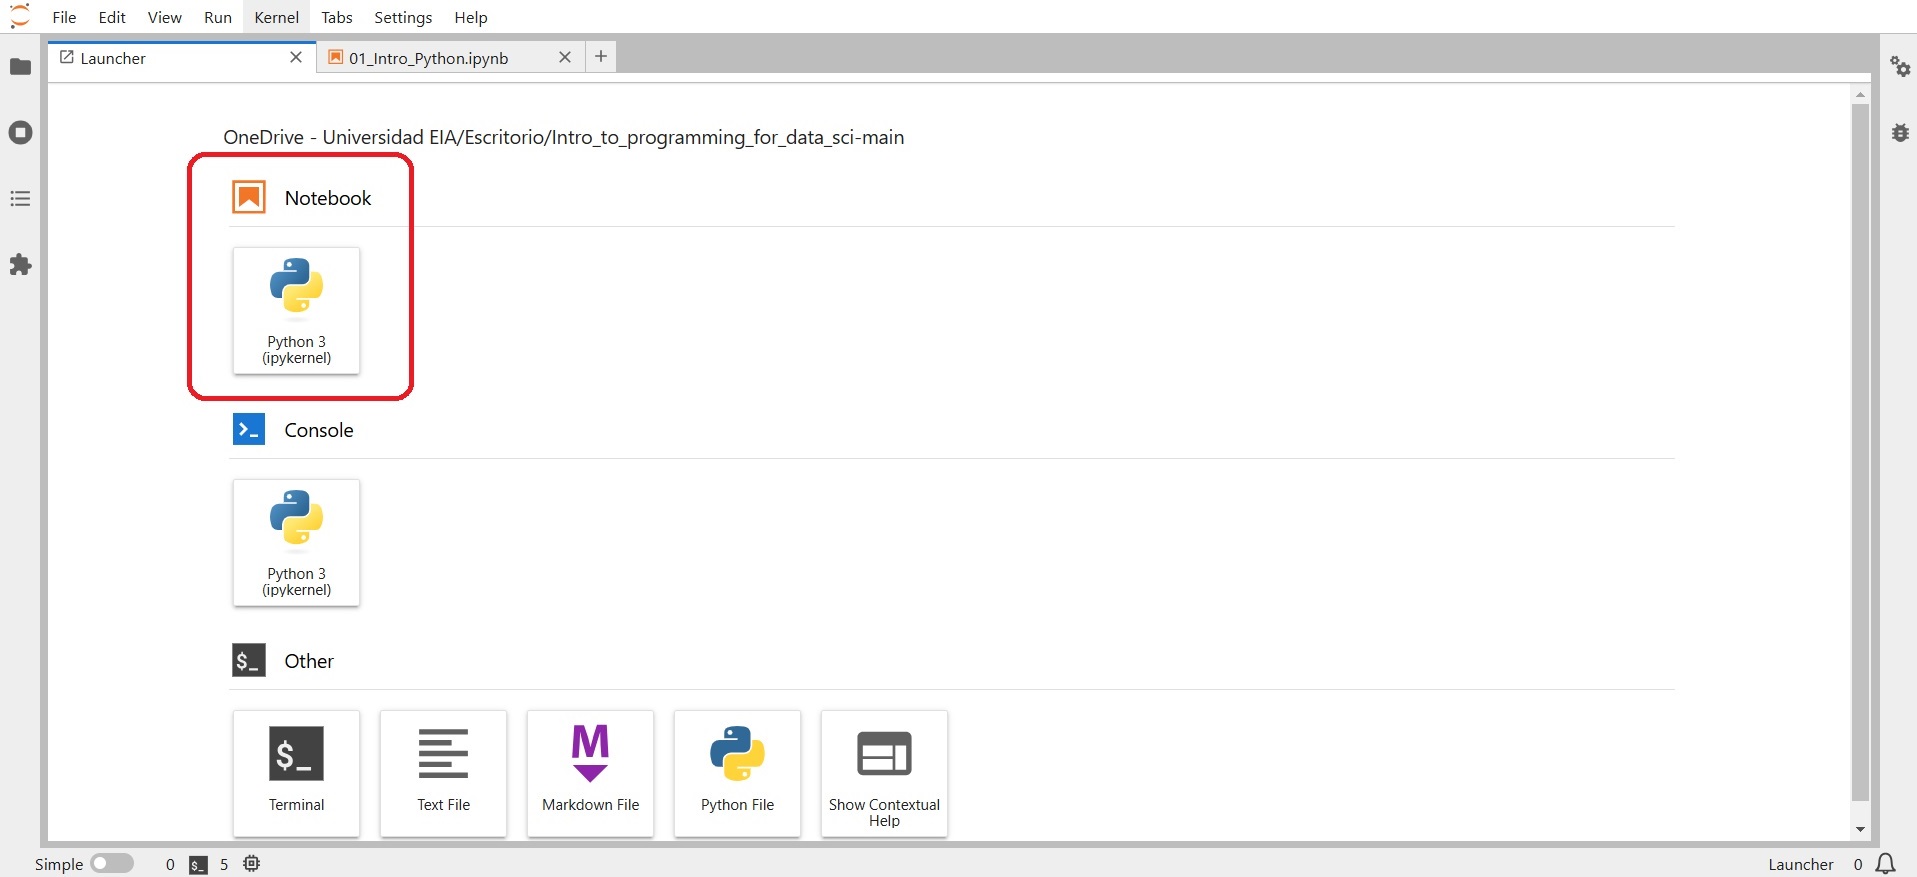 File Edit View Run Kernel Tabs Settings Help
Launcher 01_Intro_Python.ipynb
OneDrive - Universidad EIA/Escritorio/Intro_to_programming_for_data_sci-main
Notebook
Python 3
(ipykernel)
>_ Console
Python 3
(ipykernel)
$_ Other
$_
M
Terminal Text File Markdown File Python File Show Contextual
Help
Simple 0 $_ 5 Launcher 0